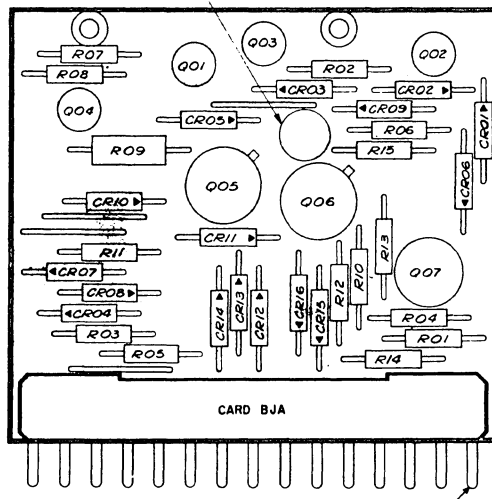 R07
R08
Q01
Q03
Q02
R02
CR03
CR02
Q04
CR05
CR09
CR01
R06
R09
R15
CR06
Q05
Q06
CR10
R11
CR11
R13
CR07
Q07
CR08
CR04
R03
R05
CR14
CR13
CR12
CR16
CR15
R12
R10
R04
R01
R14
CARD BJA